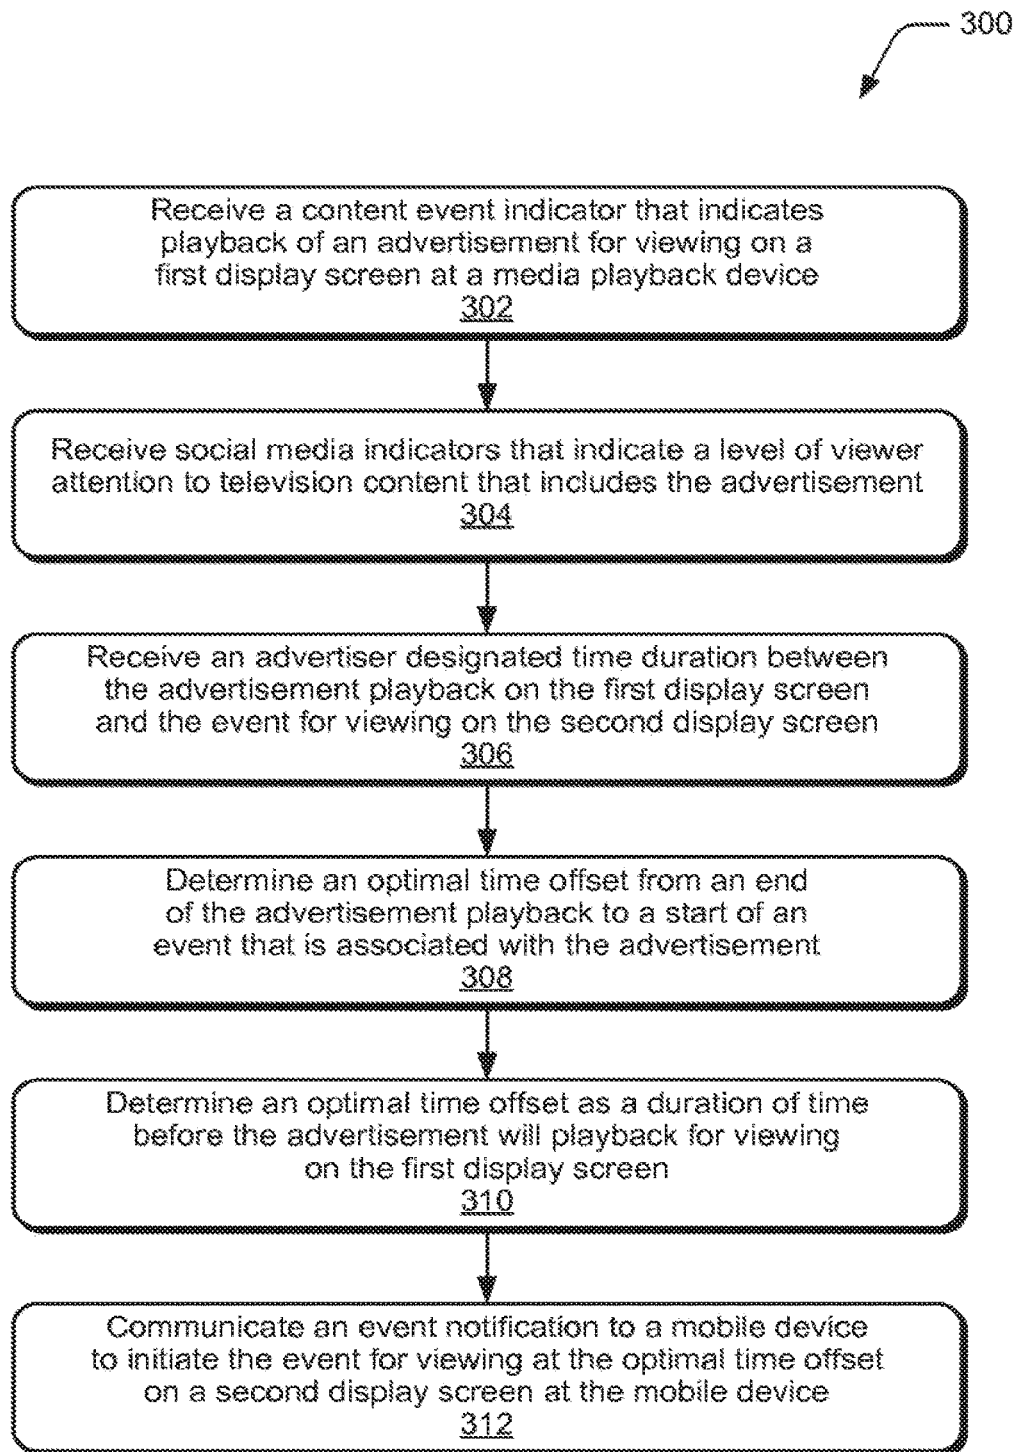 300
Receive a content event indicator that indicates
playback of an advertisement for viewing on a
first display screen at a media playback device
302
Receive social media indicators that indicate a level of viewer
attention to television content that includes the advertisement
304
Receive an advertiser designated time duration between
the advertisement playback on the first display screen
and the event for viewing on the second display screen
306
Determine an optimal time offset from an end
of the advertisement playback to a start of an
event that is associated with the advertisement
308
Determine an optimal time offset as a duration of time
before the advertisement will playback for viewing
on the first display screen
310
Communicate an event notification to a mobile device
to initiate the event for viewing at the optimal time offset
on a second display screen at the mobile device
312